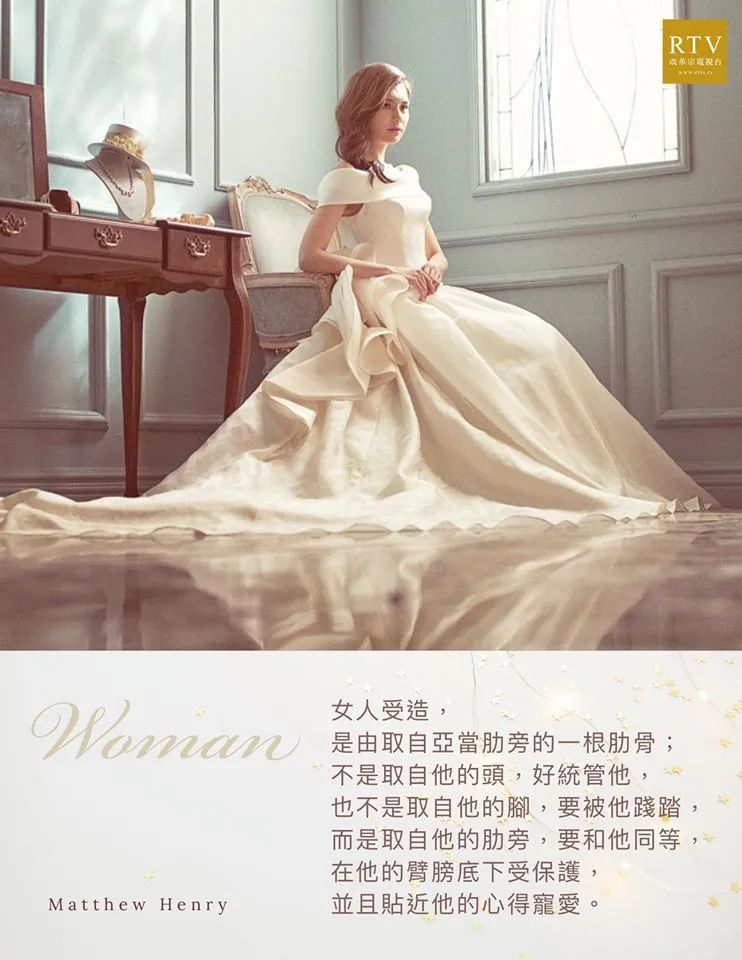 RTV
改革宗電視台
www.crtv.tv
Woman
女人受造，
是由取自亞當肋旁的一根肋骨；
不是取自他的頭，好統管他，
也不是取自他的腳，要被他踐踏，
而是取自他的肋旁，要和他同等，
在他的臂膀底下受保護，
並且貼近他的心得寵愛。
Matthew Henry